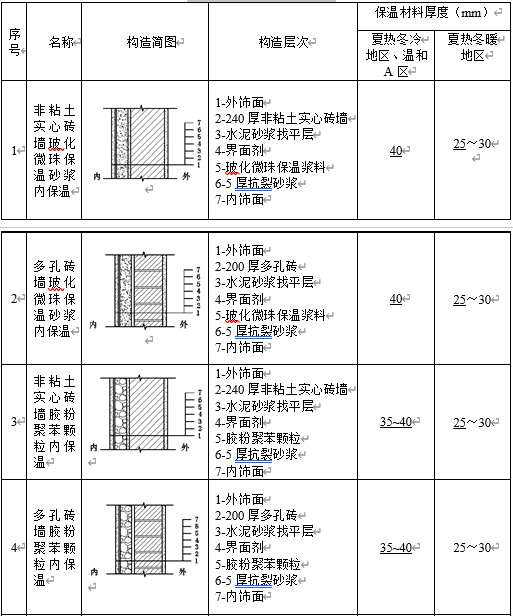 序号
名称
构造简图
构造层次
保温材料厚度（mm）
夏热冬冷
地区、温和
A 区
夏热冬暖
地区
1
非粘土
实心砖
墙玻化
微珠保
温砂浆
内保温
7
6
5
4
3
2
1
内
外
1-外饰面
2-240 厚非粘土实心砖墙
3-水泥砂浆找平层
4-界面剂
5-玻化微珠保温浆料
6-5 厚抗裂砂浆
7-内饰面
40
25～30
2
多孔砖
墙玻化
微珠保
温砂浆
内保温
7
6
5
4
3
2
1
内
外
1-外饰面
2-200 厚多孔砖
3-水泥砂浆找平层
4-界面剂
5-玻化微珠保温浆料
6-5 厚抗裂砂浆
7-内饰面
40
25～30
3
非粘土
实心砖
墙胶粉
聚苯颗
粒内保
温
7
6
5
4
3
2
1
内
外
1-外饰面
2-240 厚非粘土实心砖墙
3-水泥砂浆找平层
4-界面剂
5-胶粉聚苯颗粒
6-5 厚抗裂砂浆
7-内饰面
35~40
25～30
4
多孔砖
墙胶粉
聚苯颗
粒内保
温
7
6
5
4
3
2
1
内
外
1-外饰面
2-200 厚多孔砖
3-水泥砂浆找平层
4-界面剂
5-胶粉聚苯颗粒
6-5 厚抗裂砂浆
7-内饰面
35~40
25～30